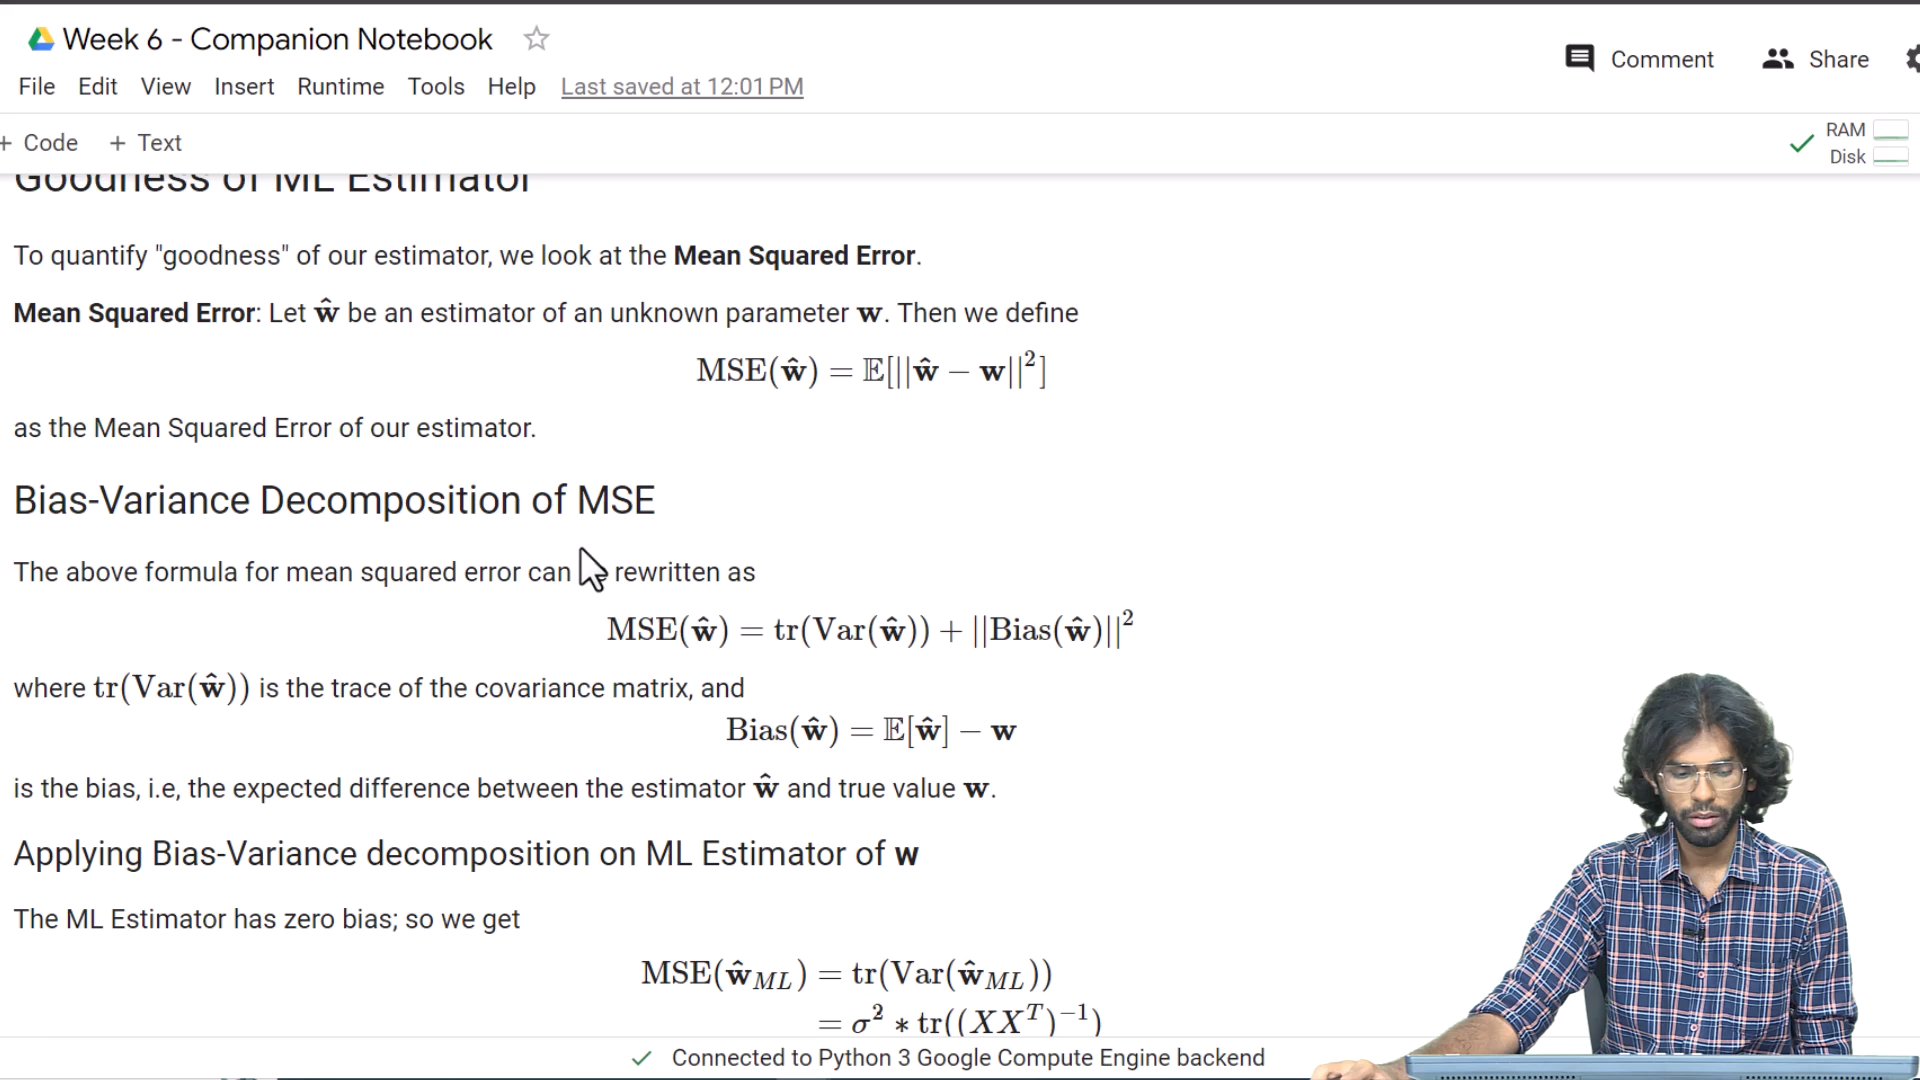 Week 6 - Companion Notebook
Comment
Share
File Edit View Insert Runtime Tools Help Last saved at 12:01 PM
+ Code + Text
RAM
Disk
Goodness of ML Estimator
To quantify "goodness" of our estimator, we look at the Mean Squared Error.
Mean Squared Error: Let ŵ be an estimator of an unknown parameter w. Then we define
MSE(ŵ) = 𝔼[||ŵ − w||²]
as the Mean Squared Error of our estimator.
Bias-Variance Decomposition of MSE
The above formula for mean squared error can rewritten as
MSE(ŵ) = tr(Var(ŵ)) + ||Bias(ŵ)||²
where tr(Var(ŵ)) is the trace of the covariance matrix, and
Bias(ŵ) = 𝔼[ŵ] − w
is the bias, i.e, the expected difference between the estimator ŵ and true value w.
Applying Bias-Variance decomposition on ML Estimator of w
The ML Estimator has zero bias; so we get
MSE(ŵ_ML) = tr(Var(ŵ_ML))
= σ² * tr((XXᵀ)⁻¹)
Connected to Python 3 Google Compute Engine backend